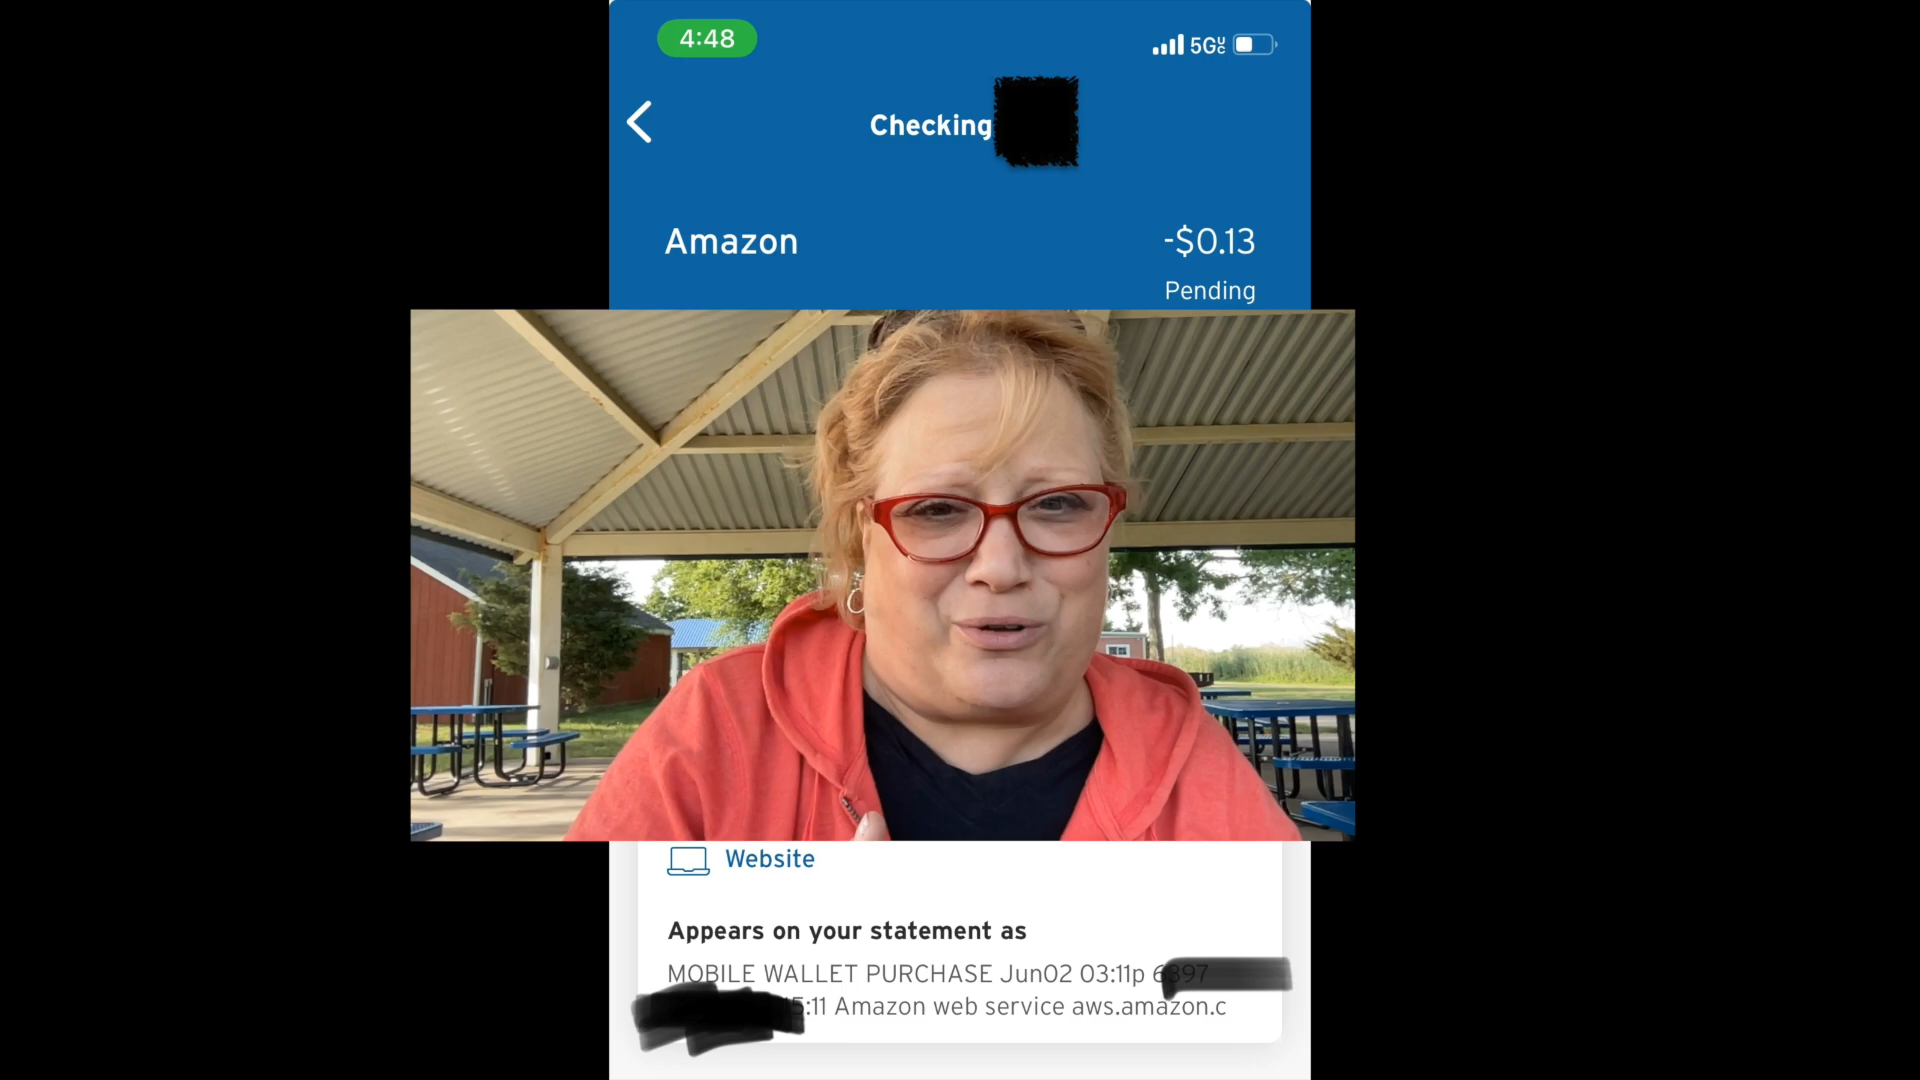 4:48
5G
Checking
Amazon
-$0.13
Pending
Website
Appears on your statement as
MOBILE WALLET PURCHASE Jun02 03:11p
Amazon web service aws.amazon.c